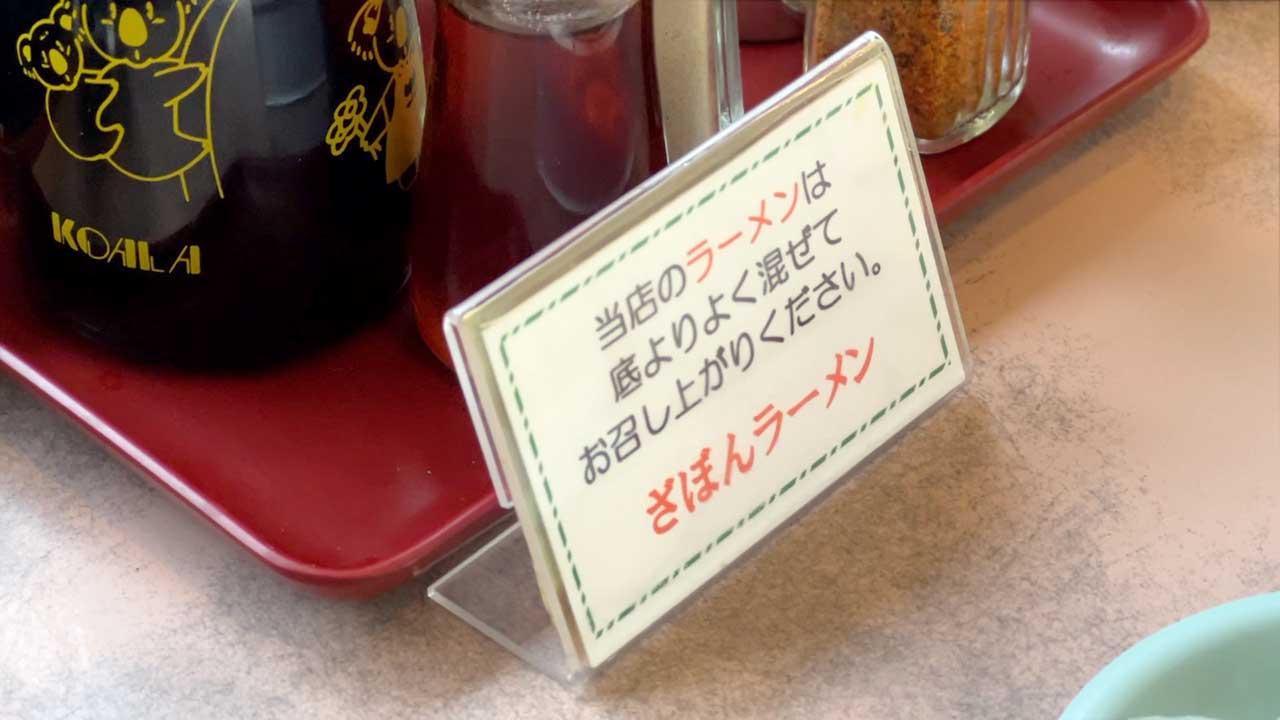 KOALA
当店のラーメンは
底よりよく混ぜて
お召し上がりください。
ざぼんラーメン